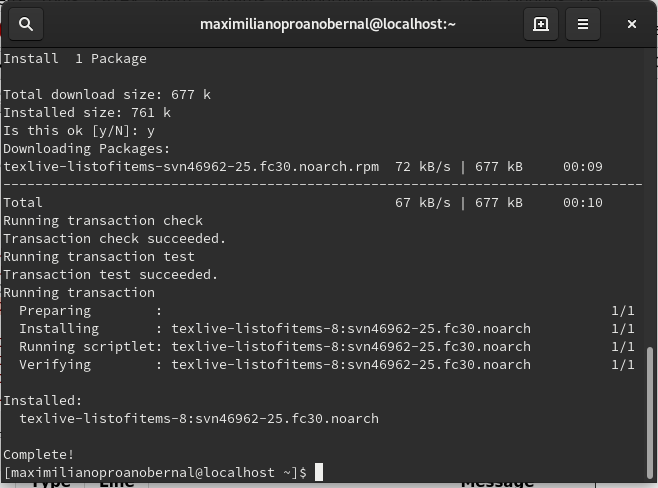 maximilianoproanobernal@localhost:~
Install  1 Package
Total download size: 677 k
Installed size: 761 k
Is this ok [y/N]: y
Downloading Packages:
texlive-listofitems-svn46962-25.fc30.noarch.rpm  72 kB/s | 677 kB     00:09
--------------------------------------------------------------------------------
Total                                            67 kB/s | 677 kB     00:10
Running transaction check
Transaction check succeeded.
Running transaction test
Transaction test succeeded.
Running transaction
  Preparing        :                                                        1/1
  Installing       : texlive-listofitems-8:svn46962-25.fc30.noarch          1/1
  Running scriptlet: texlive-listofitems-8:svn46962-25.fc30.noarch          1/1
  Verifying        : texlive-listofitems-8:svn46962-25.fc30.noarch          1/1
Installed:
  texlive-listofitems-8:svn46962-25.fc30.noarch
Complete!
[maximilianoproanobernal@localhost ~]$
Type Line Message